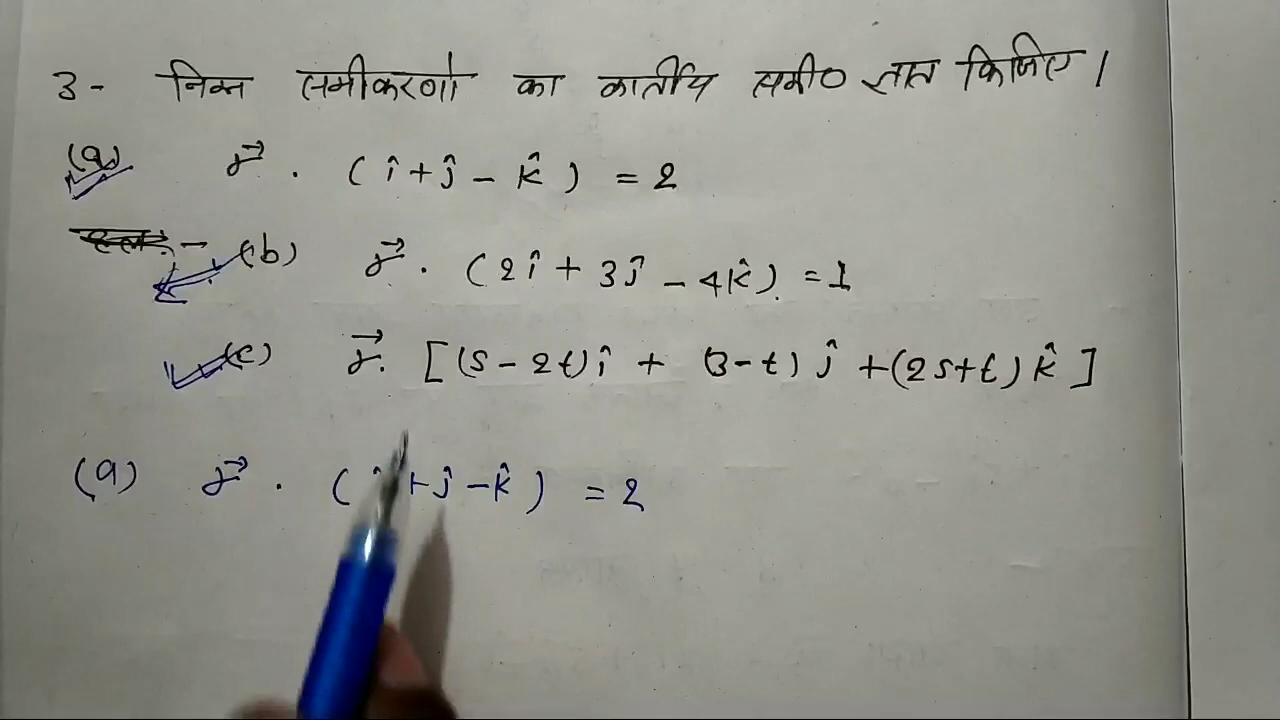 3- निम्न समीकरणो का कार्तीय समी० ज्ञात किजिए।
(a) r⃗ . (î + ĵ - k̂) = 2
(b) r⃗ . (2î + 3ĵ - 4k̂) = 1
(c) r⃗ . [(s - 2t)î + (3 - t)ĵ + (2s + t)k̂]
(a) r⃗ . ( + ĵ - k̂) = 2